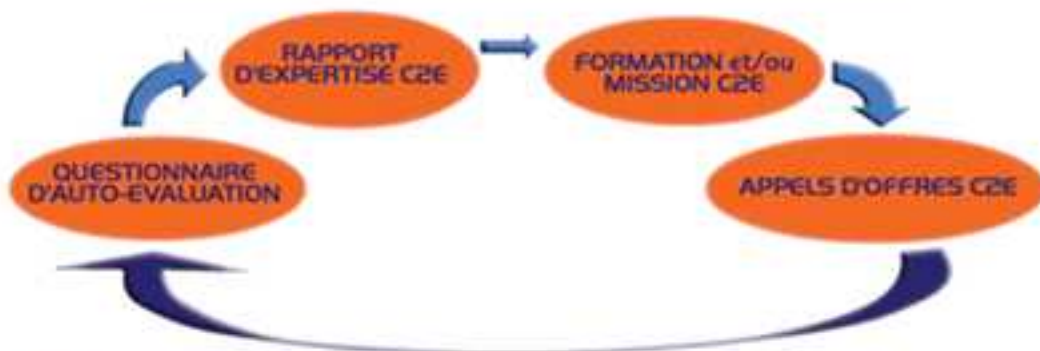 RAPPORT
D'EXPERTISE C2E
FORMATION et/ou
MISSION C2E
QUESTIONNAIRE
D'AUTO-EVALUATION
APPELS D'OFFRES C2E